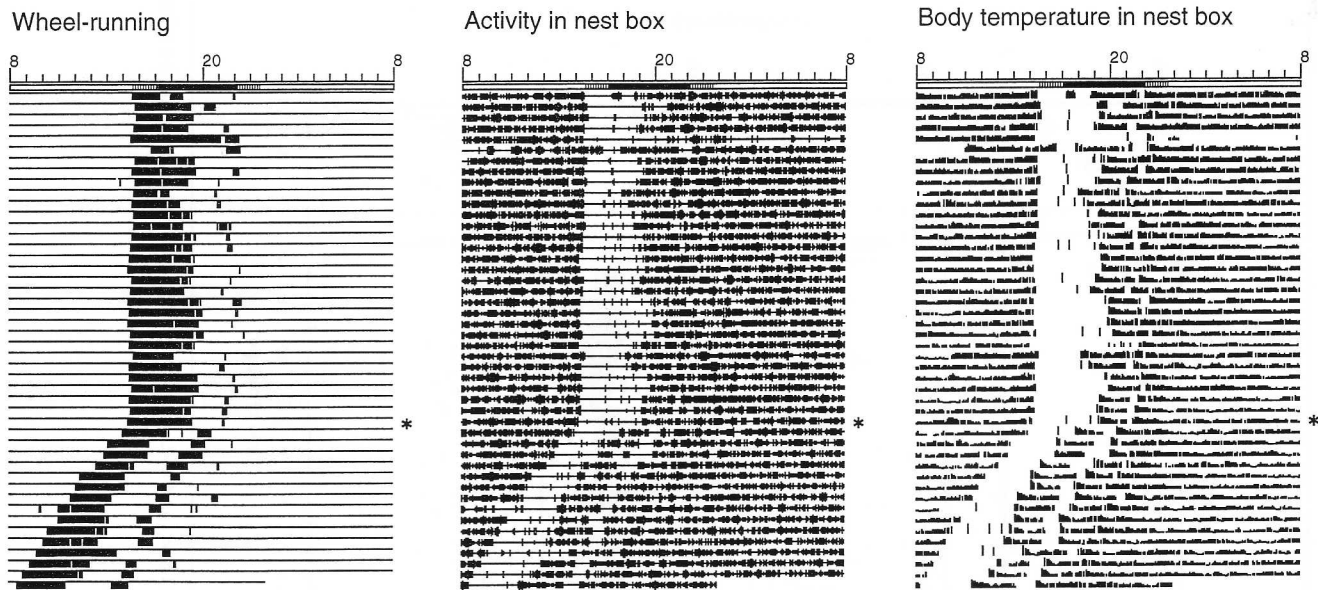 Wheel-running
8 20 8
*
Activity in nest box
8 20 8
*
Body temperature in nest box
8 20 8
*